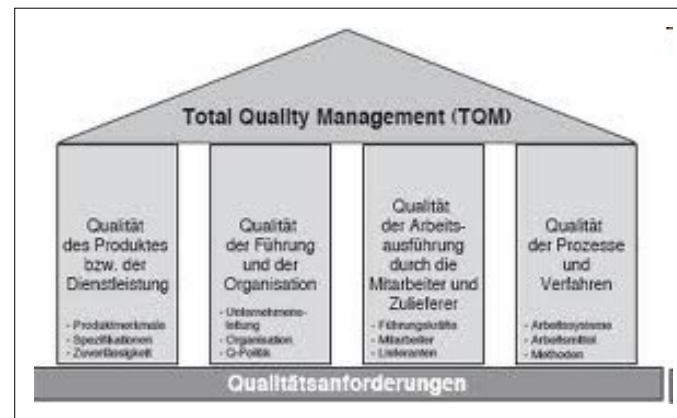 Total Quality Management (TQM)
Qualität
des Produktes
bzw. der
Dienstleistung
- Produktmerkmale
- Spezifikationen
- Zuverlässigkeit
Qualität
der Führung
und der
Organisation
- Unternehmens-
leitung
- Organisation
- Q-Politik
Qualität
der Arbeits-
ausführung
durch die
Mitarbeiter und
Zulieferer
- Führungskräfte
- Mitarbeiter
- Lieferanten
Qualität
der Prozesse
und
Verfahren
- Arbeitssysteme
- Arbeitsmittel
- Methoden
Qualitätsanforderungen